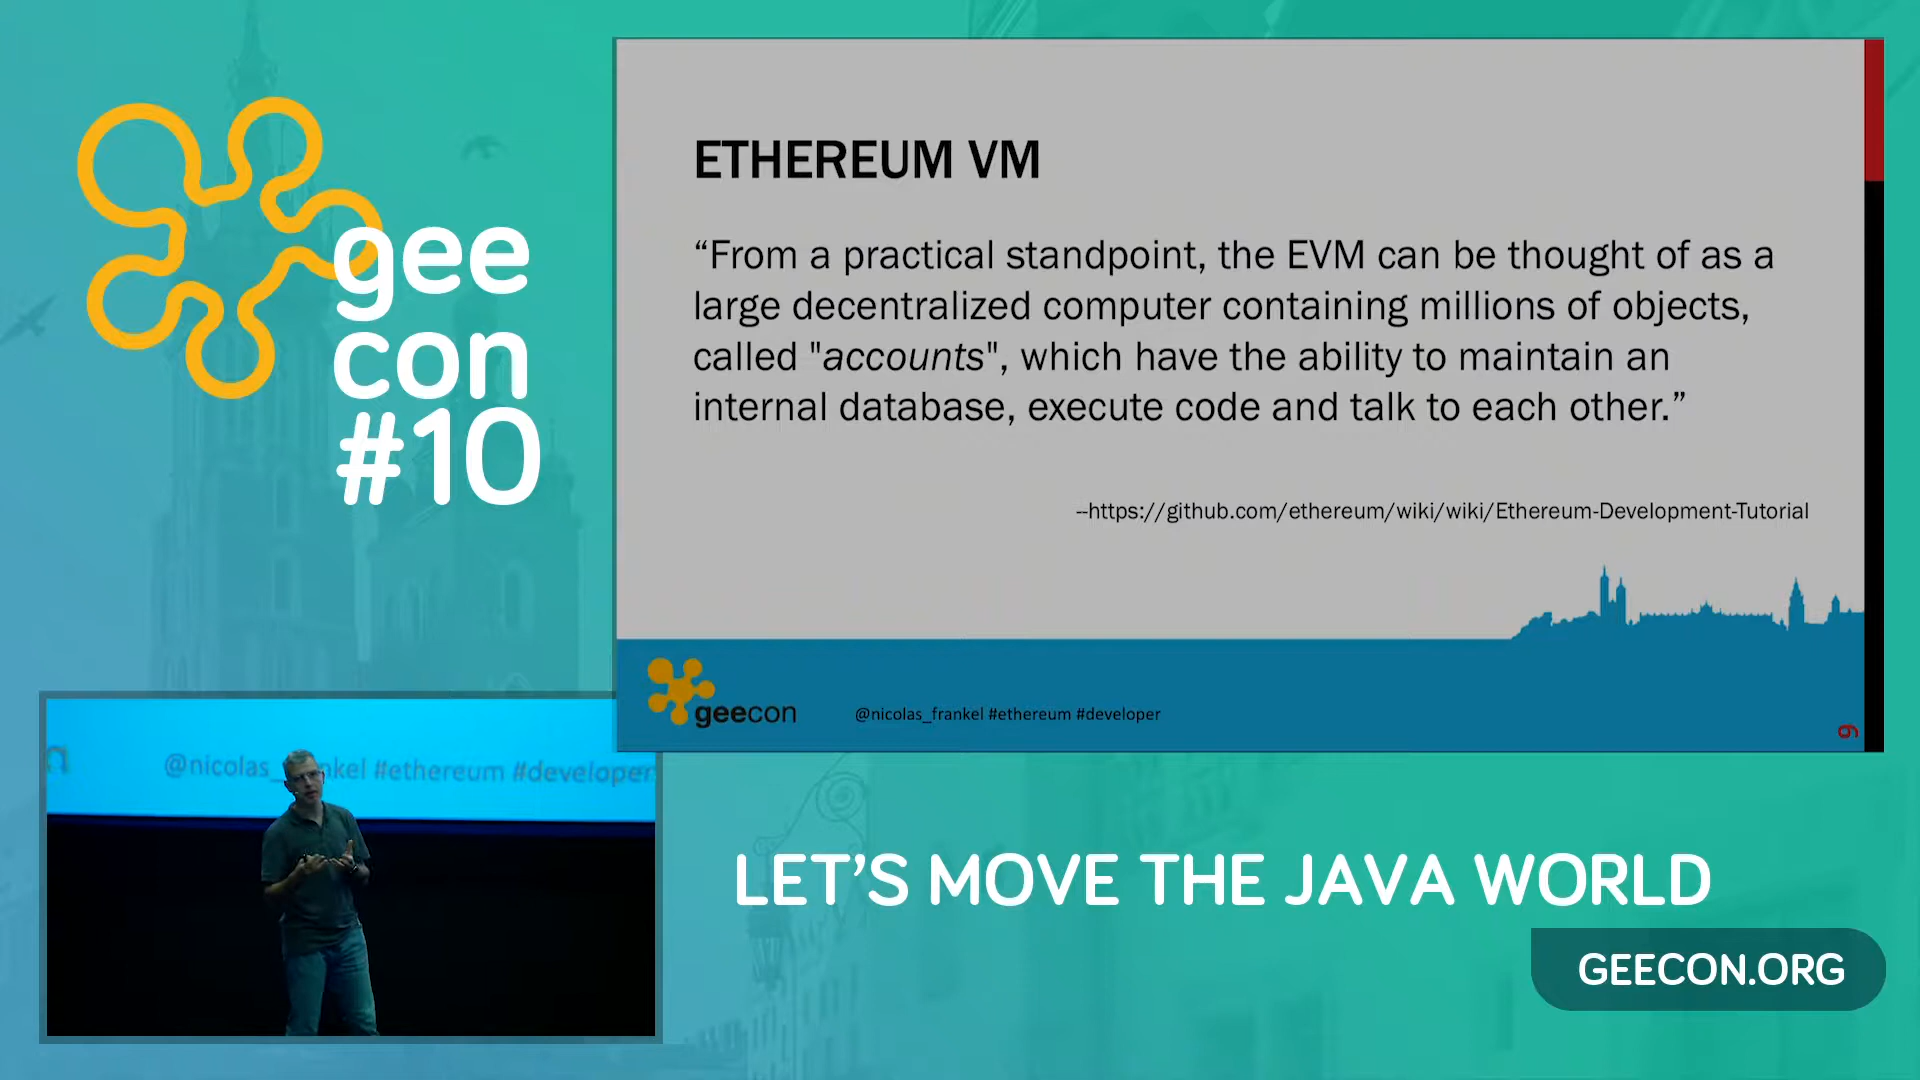 gee
con
#10
ETHEREUM VM
“From a practical standpoint, the EVM can be thought of as a
large decentralized computer containing millions of objects,
called "accounts", which have the ability to maintain an
internal database, execute code and talk to each other.”
--https://github.com/ethereum/wiki/wiki/Ethereum-Development-Tutorial
geecon
@nicolas_frankel #ethereum #developer
9
@nicolas_ kel #ethereum #developer
LET’S MOVE THE JAVA WORLD
GEECON.ORG